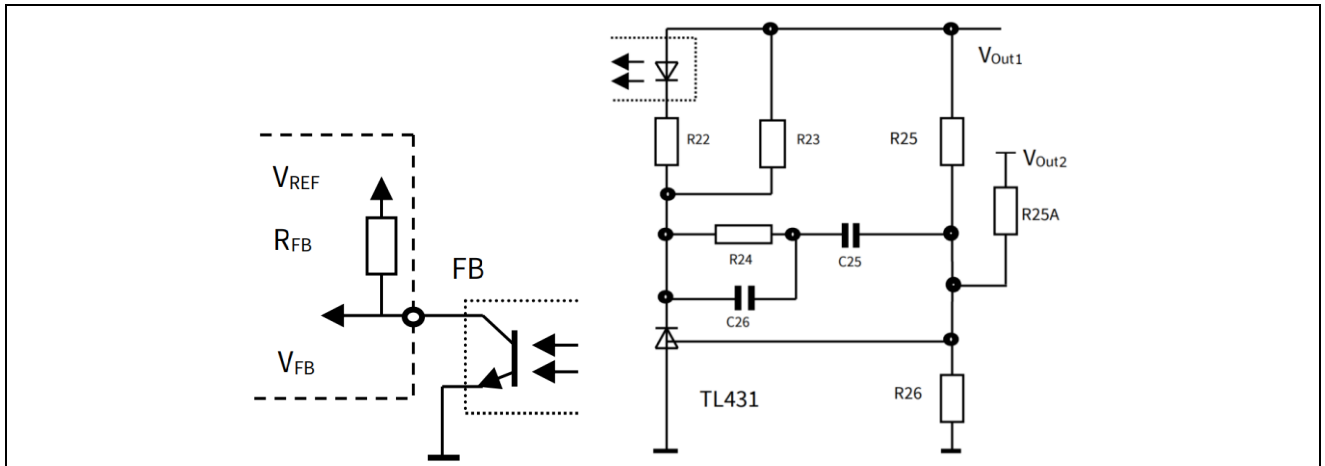 VREF
RFB
FB
VFB
VOut1
R22
R23
R25
VOut2
R25A
R24
C25
C26
TL431
R26